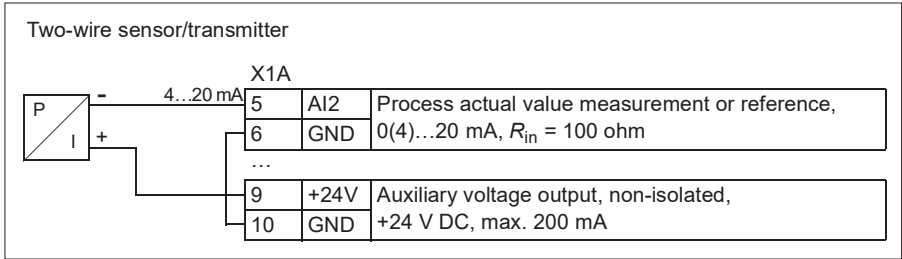 Two-wire sensor/transmitter
X1A
P - 4…20 mA 5 AI2 Process actual value measurement or reference,
I + 6 GND 0(4)…20 mA, Rin = 100 ohm
…
9 +24V Auxiliary voltage output, non-isolated,
10 GND +24 V DC, max. 200 mA